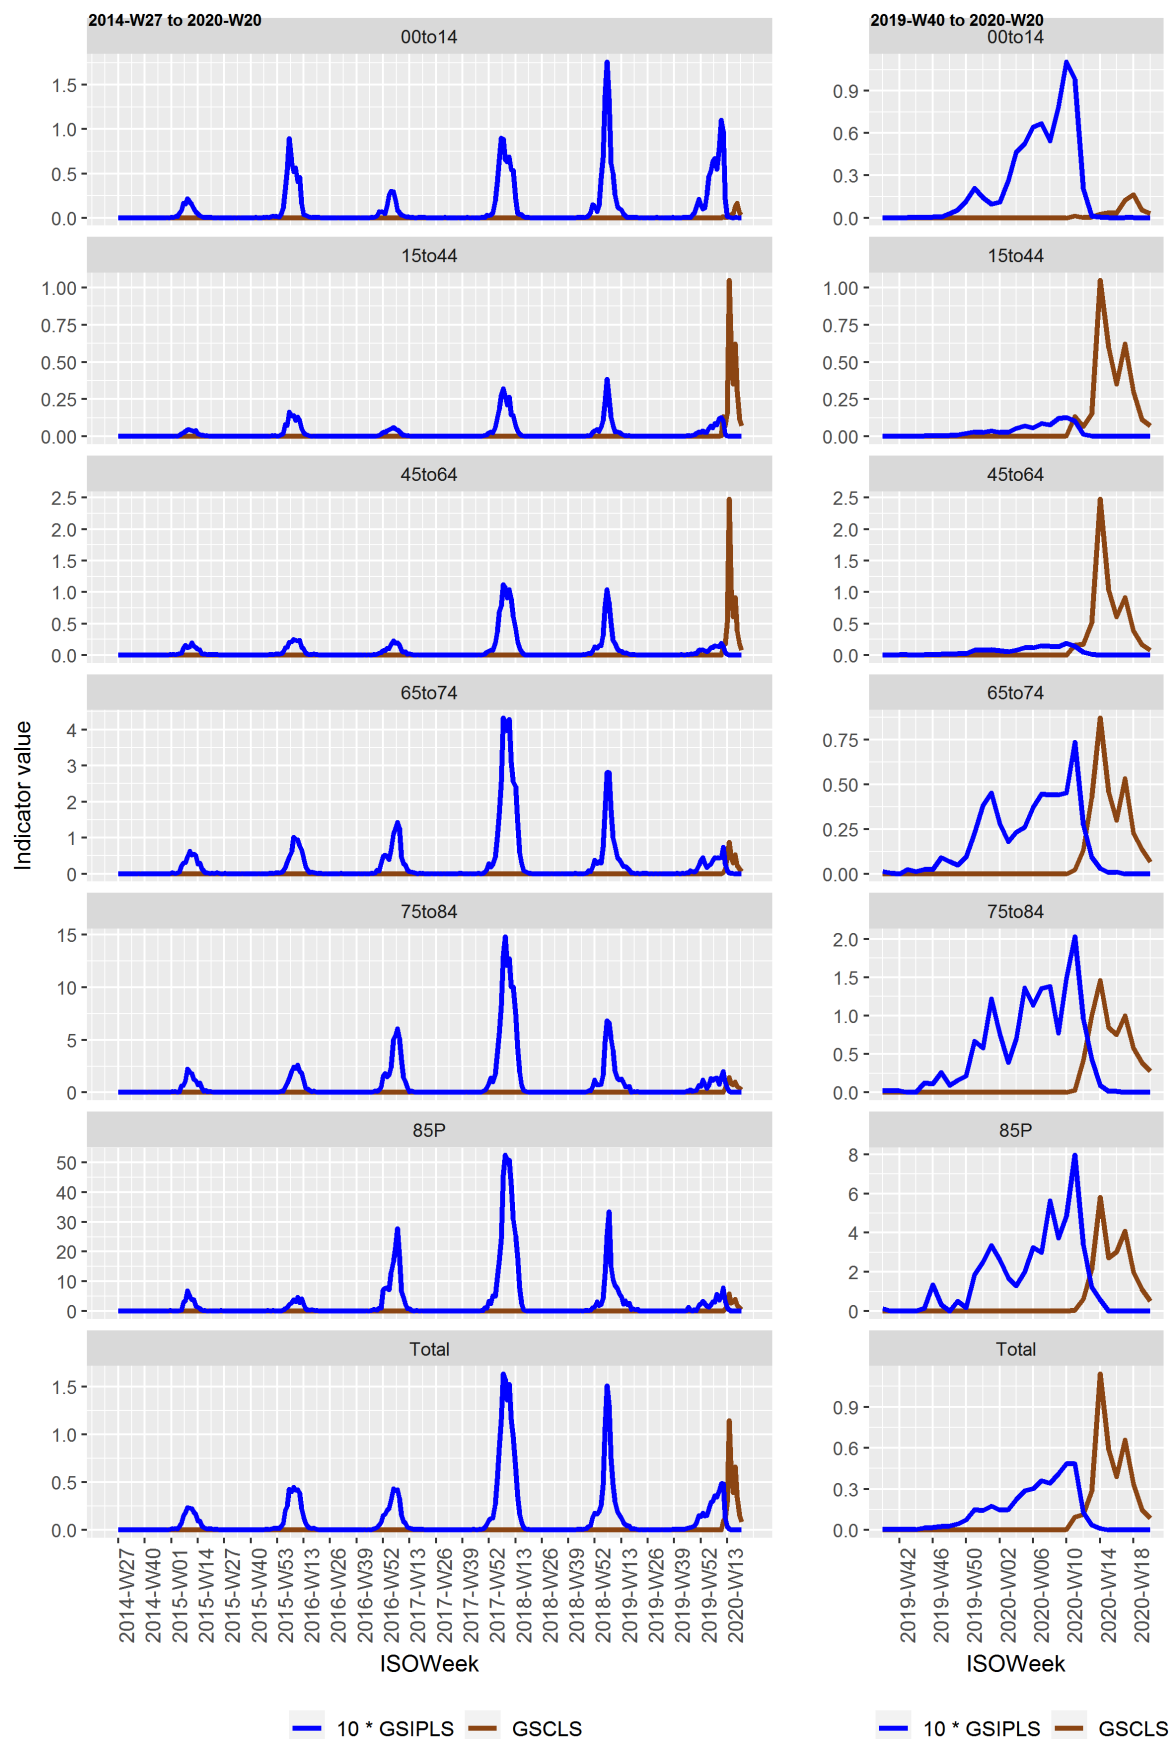 2014-W27 to 2020-W20
00to14
1.5
1.0
0.5
0.0
15to44
1.00
0.75
0.50
0.25
0.00
45to64
2.5
2.0
1.5
1.0
0.5
0.0
65to74
4
3
2
1
0
75to84
15
10
5
0
85P
50
40
30
20
10
0
Total
1.5
1.0
0.5
0.0
Indicator value
2014-W27
2014-W40
2015-W01
2015-W14
2015-W27
2015-W40
2015-W53
2016-W13
2016-W26
2016-W39
2016-W52
2017-W13
2017-W26
2017-W39
2017-W52
2018-W13
2018-W26
2018-W39
2018-W52
2019-W13
2019-W26
2019-W39
2019-W52
2020-W13
ISOWeek
10 * GSIPLS GSCLS
2019-W40 to 2020-W20
00to14
0.9
0.6
0.3
0.0
15to44
1.00
0.75
0.50
0.25
0.00
45to64
2.5
2.0
1.5
1.0
0.5
0.0
65to74
0.75
0.50
0.25
0.00
75to84
2.0
1.5
1.0
0.5
0.0
85P
8
6
4
2
0
Total
0.9
0.6
0.3
0.0
2019-W42
2019-W46
2019-W50
2020-W02
2020-W06
2020-W10
2020-W14
2020-W18
ISOWeek
10 * GSIPLS GSCLS